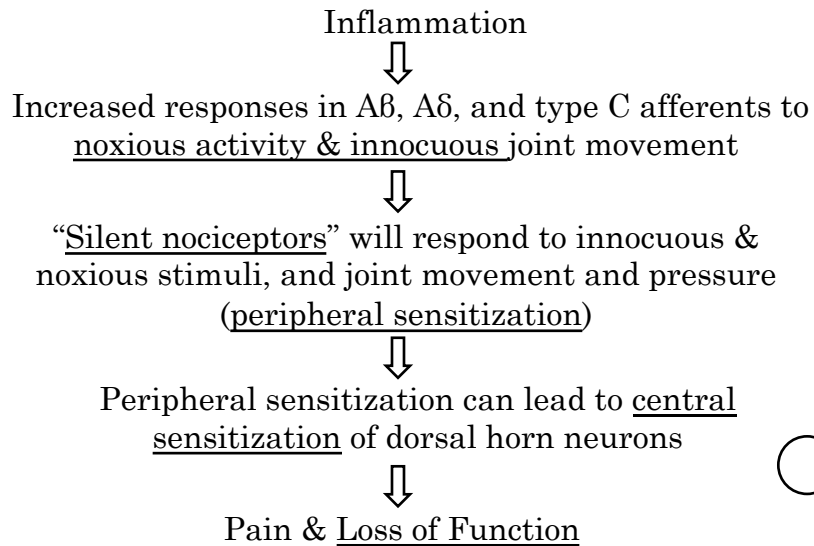 Inflammation
Increased responses in Aβ, Aδ, and type C afferents to
noxious activity & innocuous joint movement
“Silent nociceptors” will respond to innocuous &
noxious stimuli, and joint movement and pressure
(peripheral sensitization)
Peripheral sensitization can lead to central
sensitization of dorsal horn neurons
Pain & Loss of Function